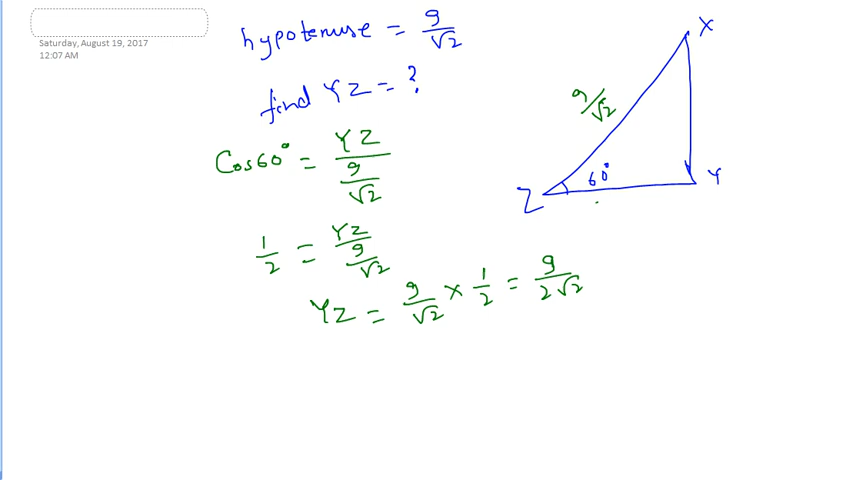 Saturday, August 19, 2017
12:07 AM
hypotenuse = 9/√2
find YZ = ?
Cos60° = YZ / (9/√2)
1/2 = YZ / (9/√2)
YZ = 9/√2 × 1/2 = 9/2√2
X
9/√2
60°
Z
Y